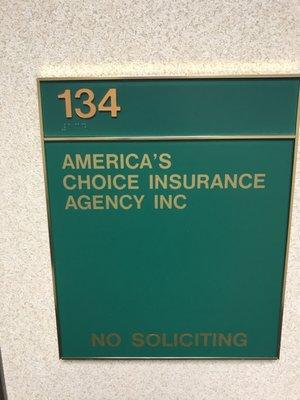 134
AMERICA'S
CHOICE INSURANCE
AGENCY INC
NO SOLICITING